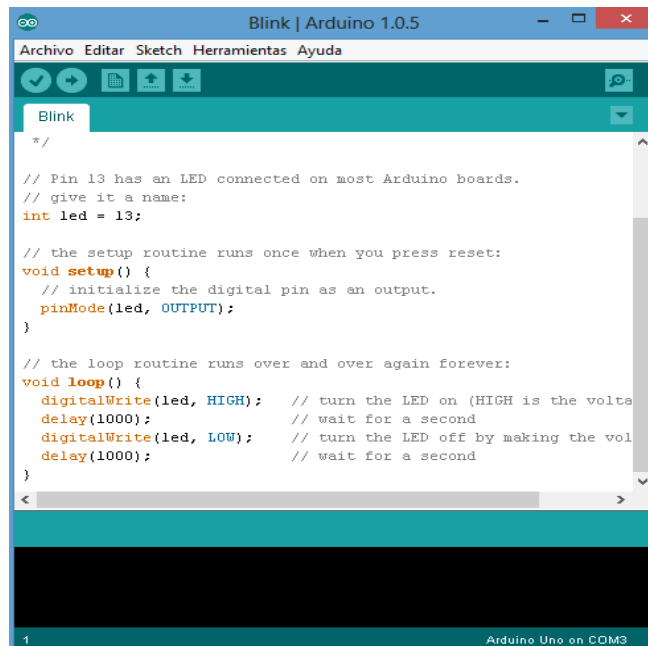 Blink | Arduino 1.0.5
Archivo Editar Sketch Herramientas Ayuda
Blink
*/
// Pin 13 has an LED connected on most Arduino boards.
// give it a name:
int led = 13;
// the setup routine runs once when you press reset:
void setup() {
// initialize the digital pin as an output.
pinMode(led, OUTPUT);
}
// the loop routine runs over and over again forever:
void loop() {
digitalWrite(led, HIGH); // turn the LED on (HIGH is the volta
delay(1000); // wait for a second
digitalWrite(led, LOW); // turn the LED off by making the vol
delay(1000); // wait for a second
}
1 Arduino Uno on COM3